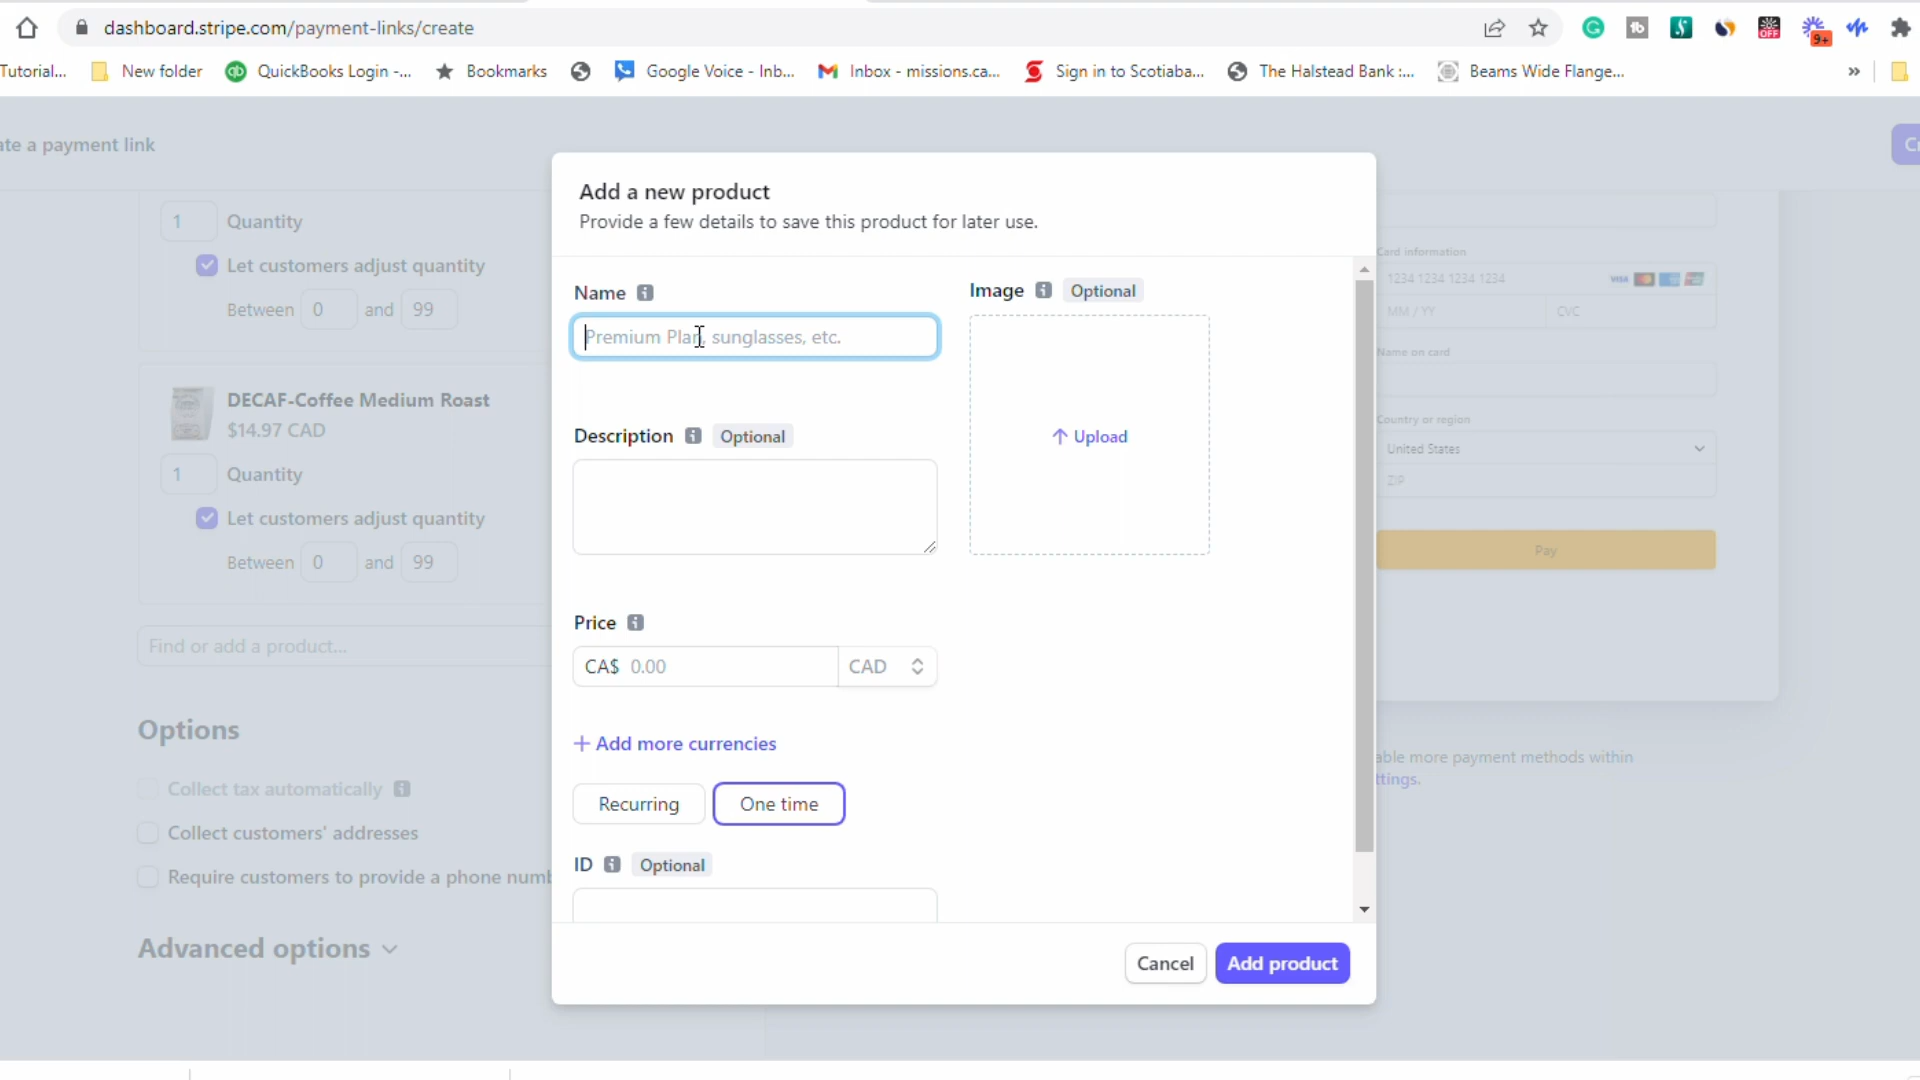 dashboard.stripe.com/payment-links/create
OFF
9+
Tutorial...
New folder
qb
QuickBooks Login -...
Bookmarks
Google Voice - Inb...
Inbox - missions.ca...
Sign in to Scotiaba...
The Halstead Bank :...
Beams Wide Flange...
»
ate a payment link
Cr
1
Quantity
Let customers adjust quantity
Between 0 and 99
DECAF-Coffee Medium Roast
$14.97 CAD
1
Quantity
Let customers adjust quantity
Between 0 and 99
Find or add a product...
Options
Collect tax automatically
Collect customers' addresses
Require customers to provide a phone numb
Advanced options
Add a new product
Provide a few details to save this product for later use.
Name
Premium Plan, sunglasses, etc.
Description Optional
Price
CA$ 0.00 CAD
+ Add more currencies
Recurring
One time
ID Optional
Image Optional
Upload
Cancel
Add product
Card information
1234 1234 1234 1234
VISA
MM / YY
CVC
Name on card
Country or region
United States
ZIP
Pay
able more payment methods within
ttings.